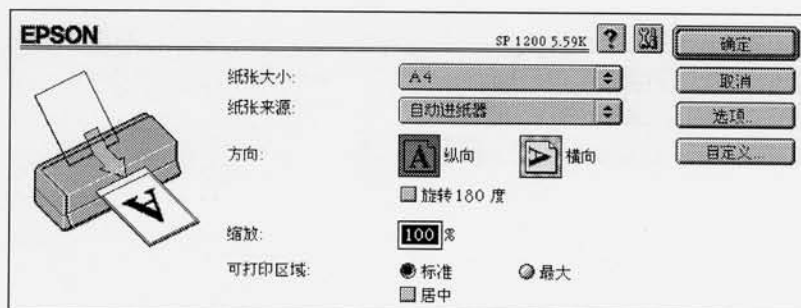 EPSON
SP 1200 5.59K
?
确定
纸张大小: A4
取消
纸张来源: 自动进纸器
选项...
方向: A 纵向 A 横向
自定义...
旋转180 度
A
缩放: 100 %
可打印区域: 标准 最大
居中